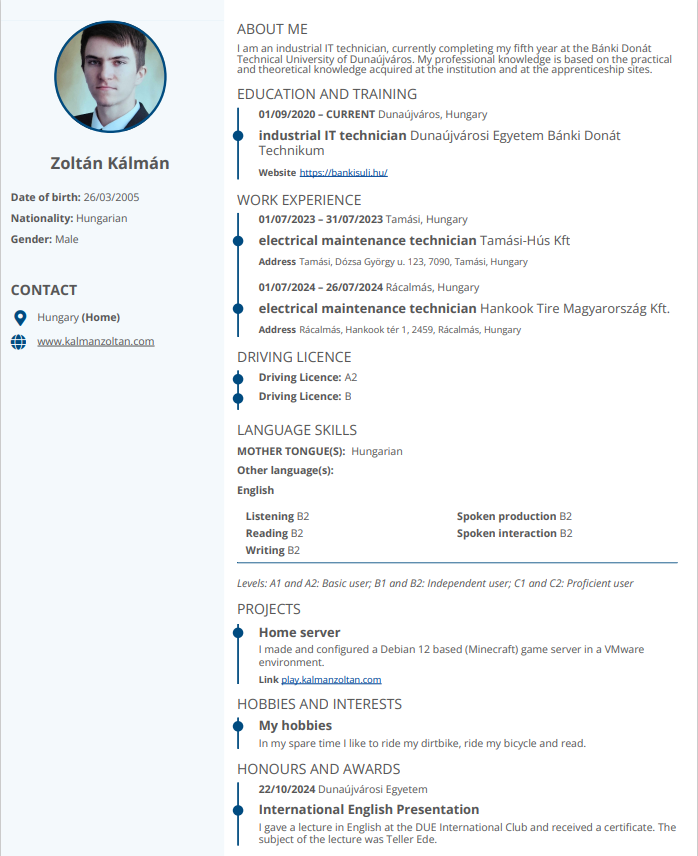 Zoltán Kálmán
Date of birth: 26/03/2005
Nationality: Hungarian
Gender: Male
CONTACT
Hungary (Home)
www.kalmanzoltan.com
ABOUT ME
I am an industrial IT technician, currently completing my fifth year at the Bánki Donát
Technical University of Dunaújváros. My professional knowledge is based on the practical
and theoretical knowledge acquired at the institution and at the apprenticeship sites.
EDUCATION AND TRAINING
01/09/2020 – CURRENT Dunaújváros, Hungary
industrial IT technician Dunaújvárosi Egyetem Bánki Donát
Technikum
Website https://bankisuli.hu/
WORK EXPERIENCE
01/07/2023 – 31/07/2023 Tamási, Hungary
electrical maintenance technician Tamási-Hús Kft
Address Tamási, Dózsa György u. 123, 7090, Tamási, Hungary
01/07/2024 – 26/07/2024 Rácalmás, Hungary
electrical maintenance technician Hankook Tire Magyarország Kft.
Address Rácalmás, Hankook tér 1, 2459, Rácalmás, Hungary
DRIVING LICENCE
Driving Licence: A2
Driving Licence: B
LANGUAGE SKILLS
MOTHER TONGUE(S): Hungarian
Other language(s):
English
Listening B2
Reading B2
Writing B2
Spoken production B2
Spoken interaction B2
Levels: A1 and A2: Basic user; B1 and B2: Independent user; C1 and C2: Proficient user
PROJECTS
Home server
I made and configured a Debian 12 based (Minecraft) game server in a VMware
environment.
Link play.kalmanzoltan.com
HOBBIES AND INTERESTS
My hobbies
In my spare time I like to ride my dirtbike, ride my bicycle and read.
HONOURS AND AWARDS
22/10/2024 Dunaújvárosi Egyetem
International English Presentation
I gave a lecture in English at the DUE International Club and received a certificate. The
subject of the lecture was Teller Ede.